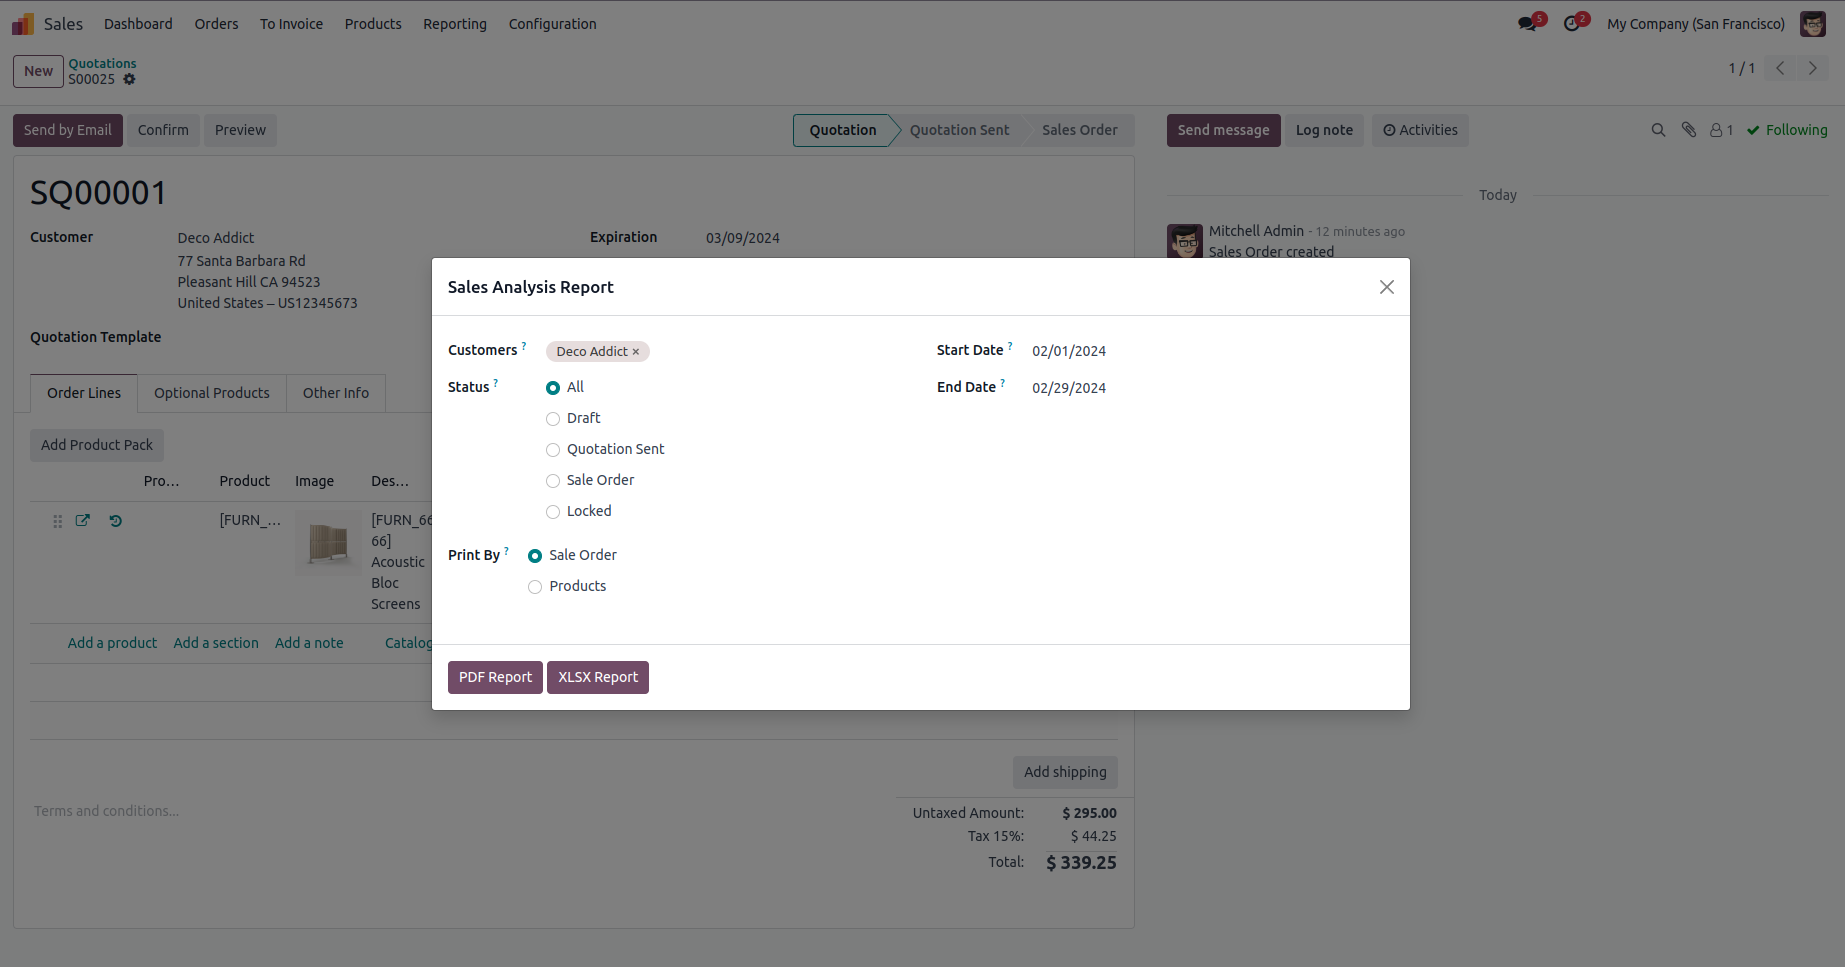 Sales Dashboard Orders To Invoice Products Reporting Configuration 5 2 My Company (San Francisco)
New Quotations
S00025 1 / 1
Send by Email Confirm Preview Quotation Quotation Sent Sales Order Send message Log note Activities 1 Following
SQ00001
Today
Customer Deco Addict Expiration 03/09/2024
77 Santa Barbara Rd
Pleasant Hill CA 94523
United States – US12345673
Mitchell Admin - 12 minutes ago
Sales Order created
Quotation Template
Order Lines Optional Products Other Info
Add Product Pack
Pro... Product Image Des...
[FURN_... [FURN_66
66]
Acoustic
Bloc
Screens
Add a product Add a section Add a note Catalog
Sales Analysis Report
Customers ? Deco Addict × Start Date ? 02/01/2024
Status ? All End Date ? 02/29/2024
Draft
Quotation Sent
Sale Order
Locked
Print By ? Sale Order
Products
PDF Report XLSX Report
Add shipping
Terms and conditions...
Untaxed Amount: $ 295.00
Tax 15%: $ 44.25
Total: $ 339.25